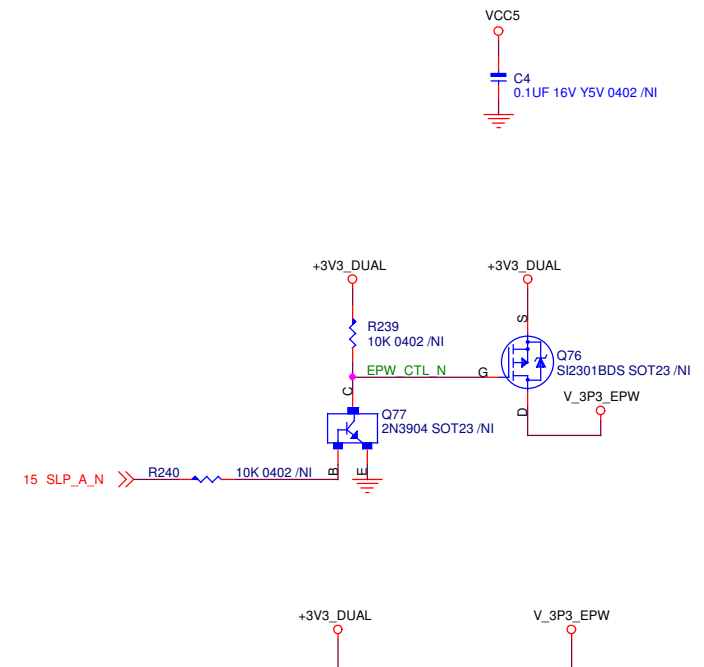 VCC5
C4
0.1UF 16V Y5V 0402 /NI
+3V3_DUAL
+3V3_DUAL
R239
10K 0402 /NI
S
Q76
SI2301BDS SOT23 /NI
EPW_CTL_N
G
V_3P3_EPW
C
D
Q77
2N3904 SOT23 /NI
15 SLP_A_N
R240
10K 0402 /NI
B
E
+3V3_DUAL
V_3P3_EPW